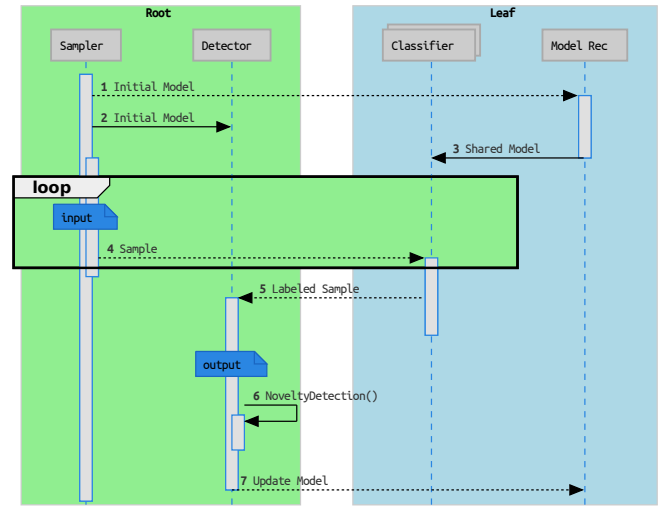 Root
Leaf
Sampler
Detector
Classifier
Model Rec
1 Initial Model
2 Initial Model
3 Shared Model
loop
input
4 Sample
5 Labeled Sample
output
6 NoveltyDetection()
7 Update Model